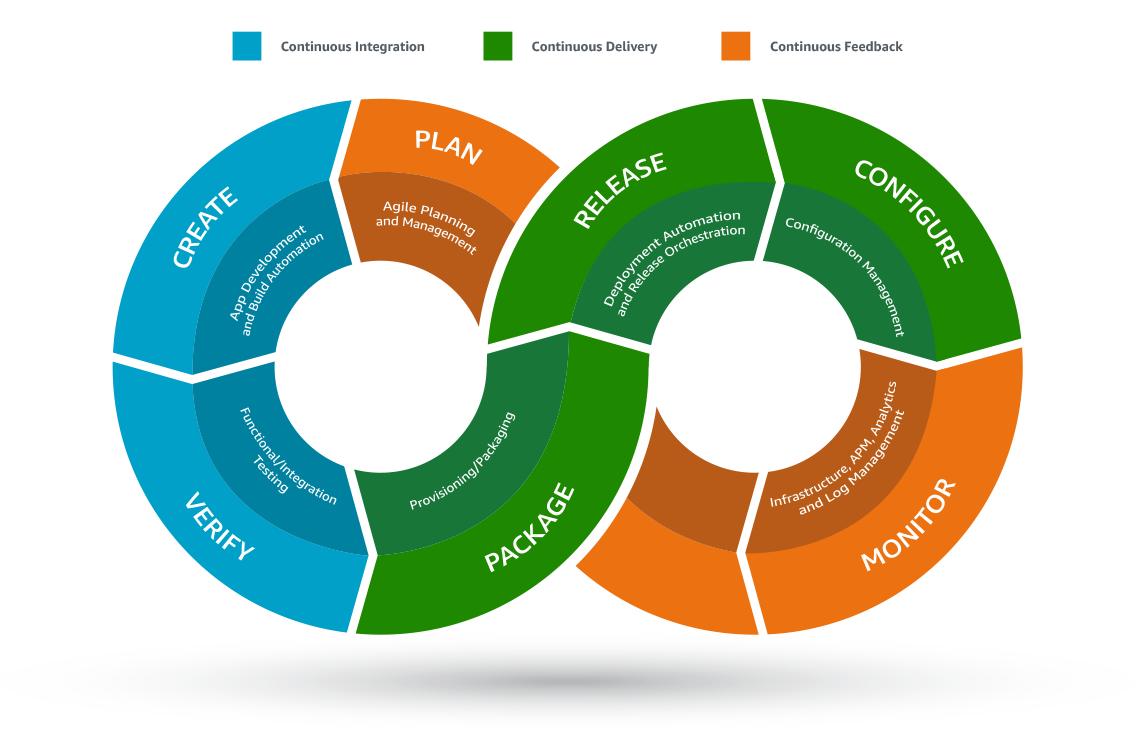 Continuous Integration
Continuous Delivery
Continuous Feedback
PLAN
Agile Planning
and Management
CREATE
App Development
and Build Automation
VERIFY
Functional/Integration
Testing
PACKAGE
Provisioning/Packaging
RELEASE
Deployment Automation
and Release Orchestration
CONFIGURE
Configuration Management
MONITOR
Infrastructure, APM, Analytics
and Log Management